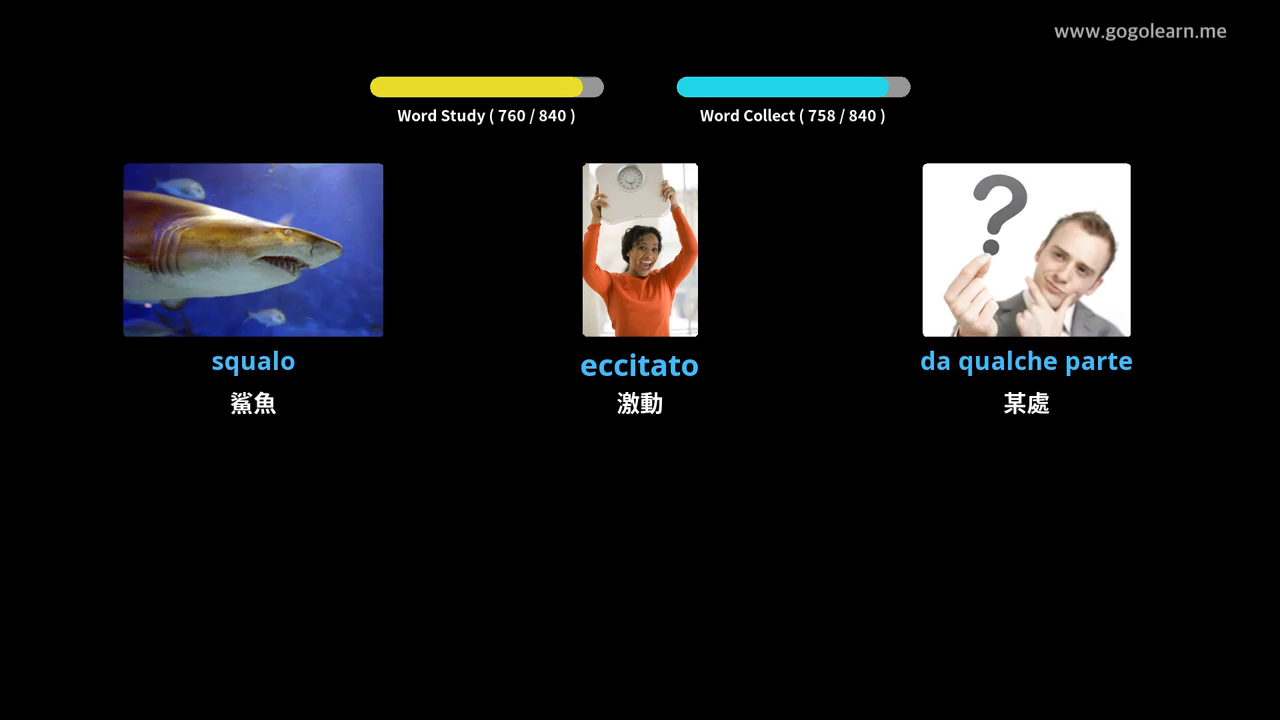 www.gogolearn.me
Word Study ( 760 / 840 )
Word Collect ( 758 / 840 )
squalo
eccitato
da qualche parte
鯊魚
激動
某處